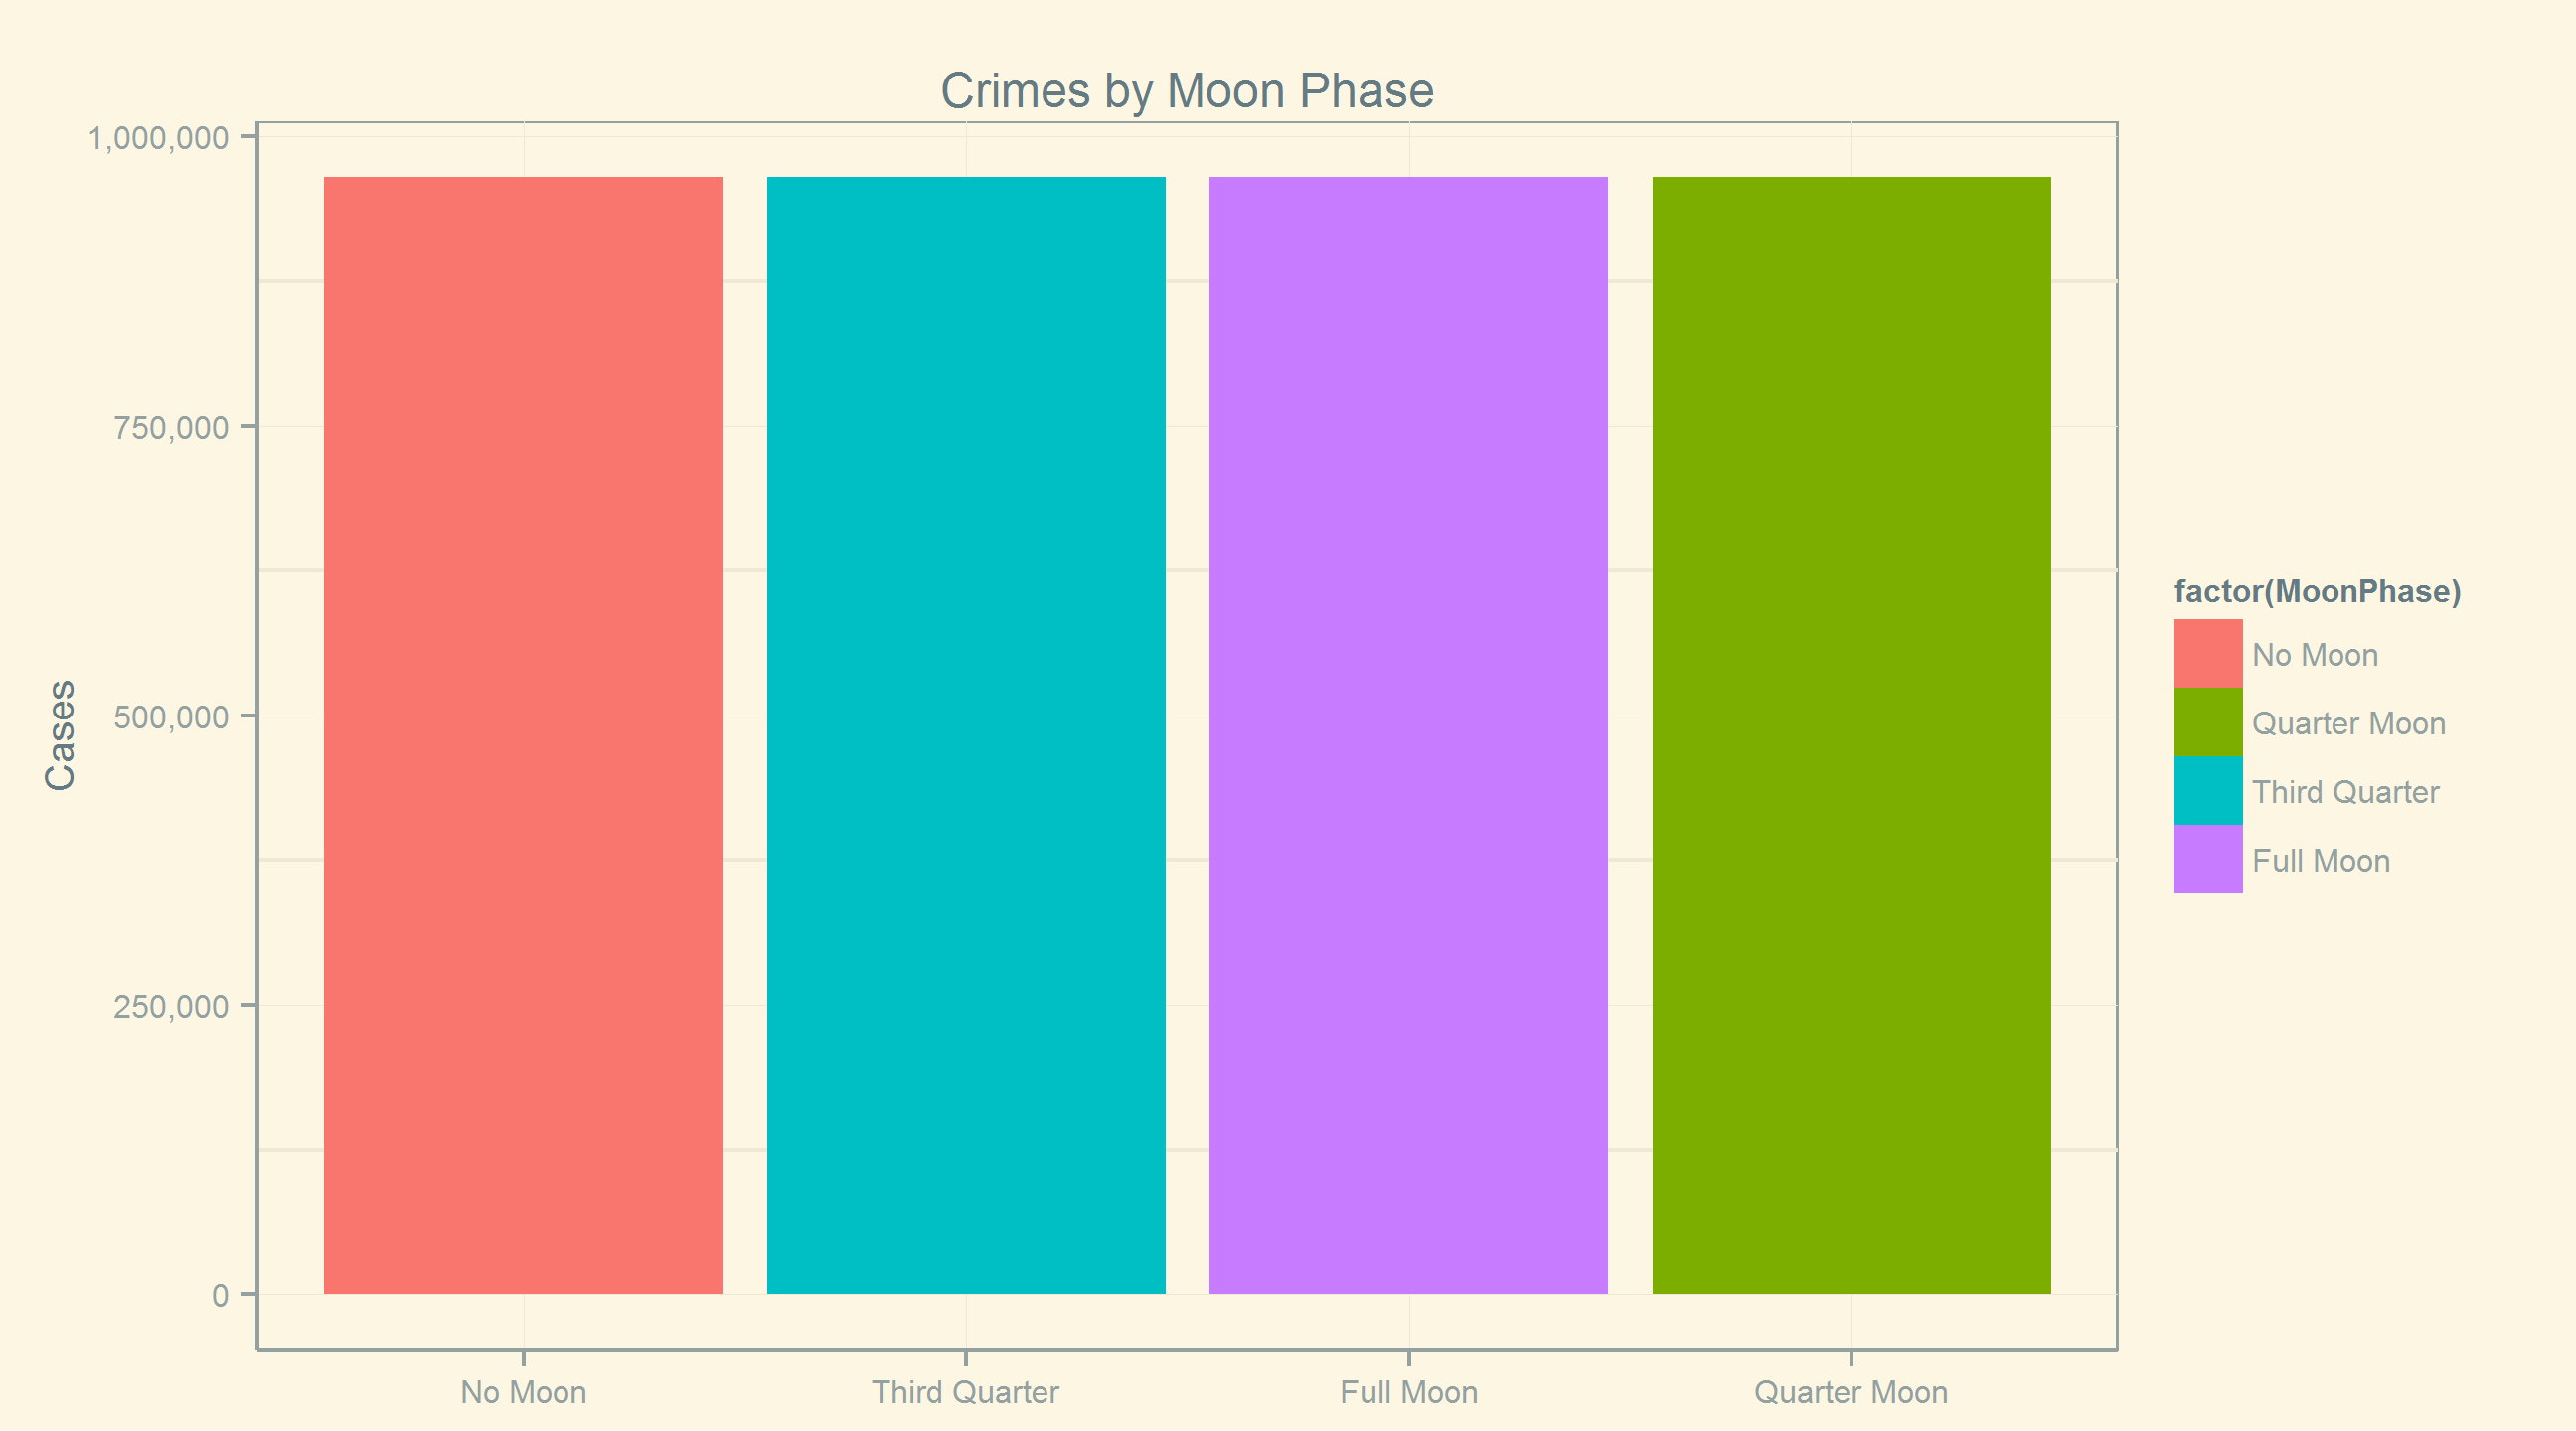 Crimes by Moon Phase
1,000,000
750,000
500,000
250,000
0
Cases
No Moon
Third Quarter
Full Moon
Quarter Moon
factor(MoonPhase)
No Moon
Quarter Moon
Third Quarter
Full Moon